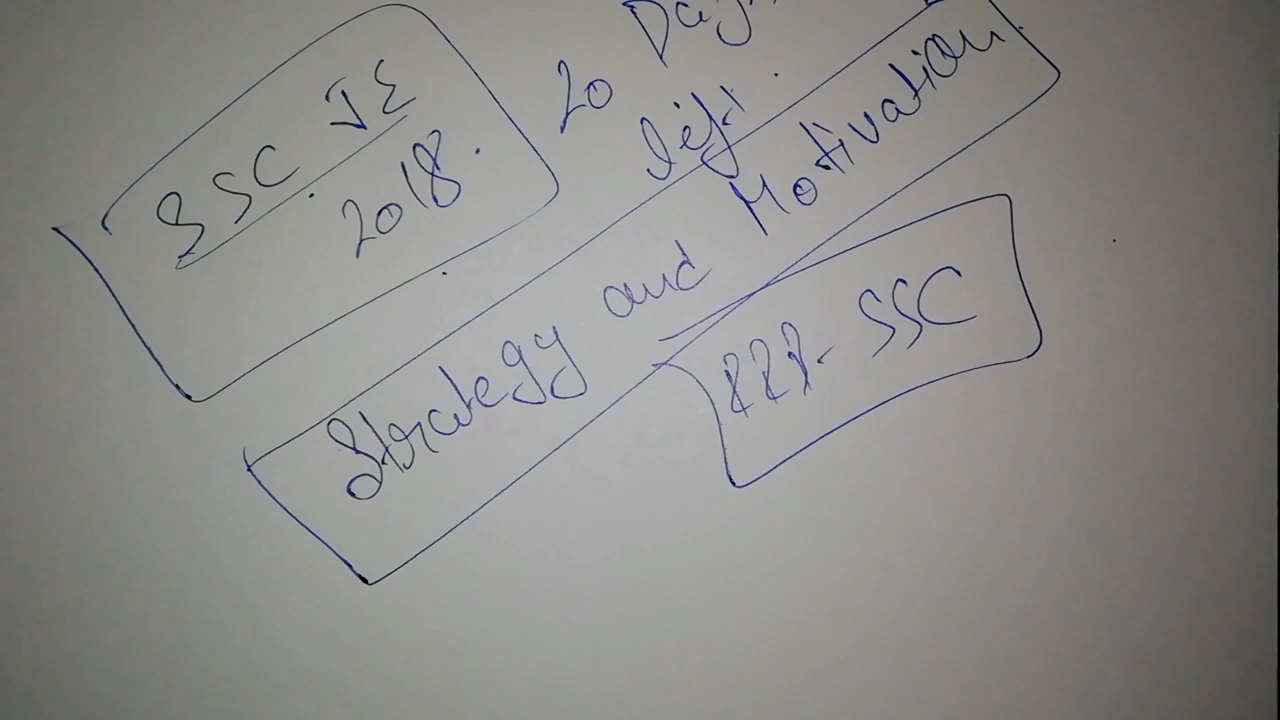 SSC JE
2018.
20 Days
left.
Strategy and Motivation.
RRB- SSC